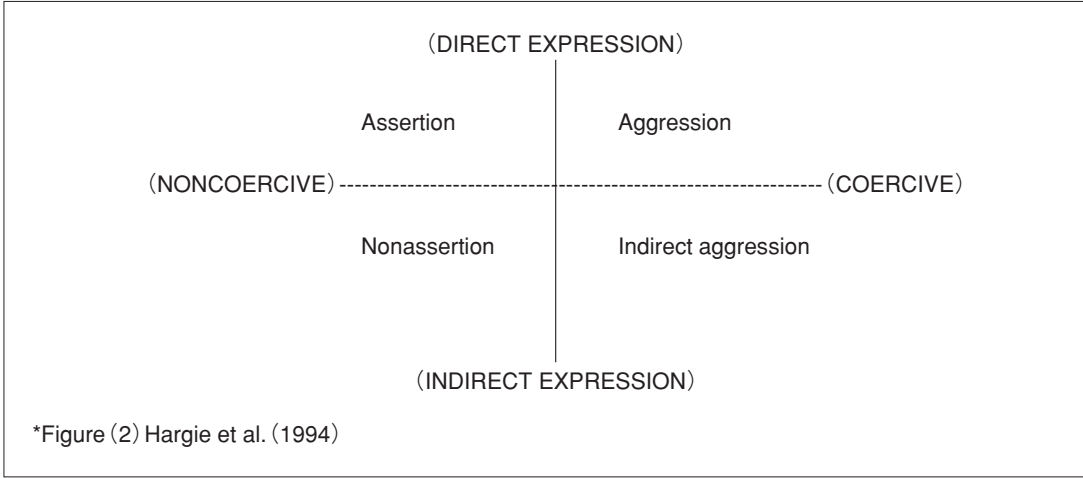 (DIRECT EXPRESSION)
Assertion Aggression
(NONCOERCIVE) (COERCIVE)
Nonassertion Indirect aggression
(INDIRECT EXPRESSION)
*Figure (2) Hargie et al. (1994)